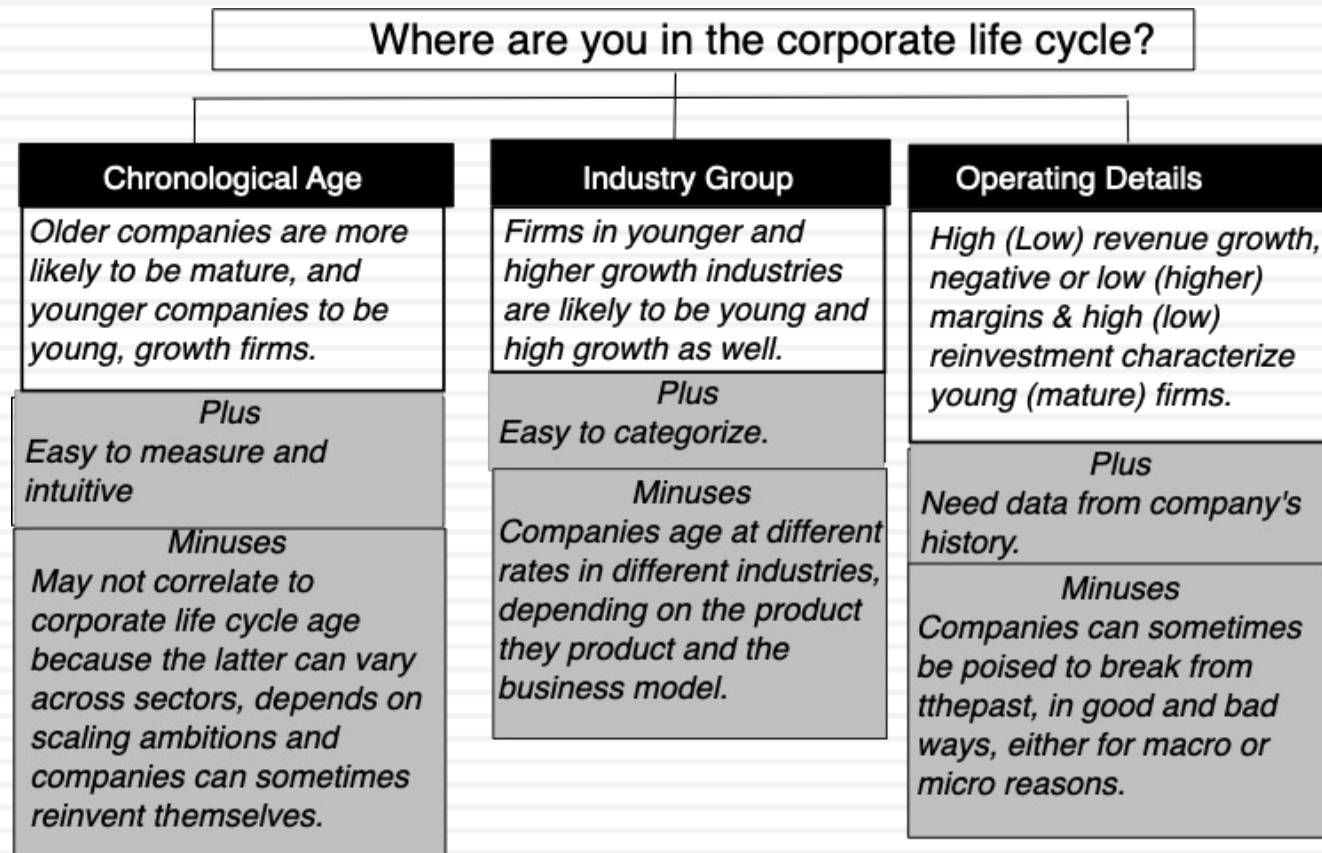 Where are you in the corporate life cycle?
Chronological Age
Older companies are more
likely to be mature, and
younger companies to be
young, growth firms.
Plus
Easy to measure and
intuitive
Minuses
May not correlate to
corporate life cycle age
because the latter can vary
across sectors, depends on
scaling ambitions and
companies can sometimes
reinvent themselves.
Industry Group
Firms in younger and
higher growth industries
are likely to be young and
high growth as well.
Plus
Easy to categorize.
Minuses
Companies age at different
rates in different industries,
depending on the product
they product and the
business model.
Operating Details
High (Low) revenue growth,
negative or low (higher)
margins & high (low)
reinvestment characterize
young (mature) firms.
Plus
Need data from company's
history.
Minuses
Companies can sometimes
be poised to break from
tthepast, in good and bad
ways, either for macro or
micro reasons.